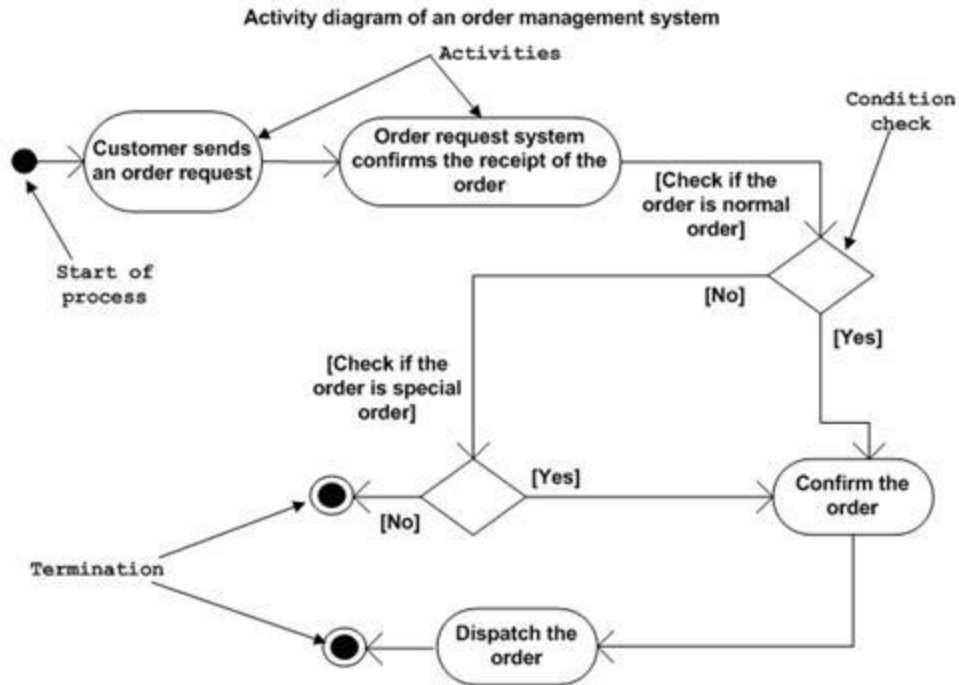 Activity diagram of an order management system
Activities
Condition
check
Customer sends
an order request
Order request system
confirms the receipt of the
order
[Check if the
order is normal
order]
Start of
process
[No]
[Yes]
[Check if the
order is special
order]
[Yes]
[No]
Confirm the
order
Termination
Dispatch the
order